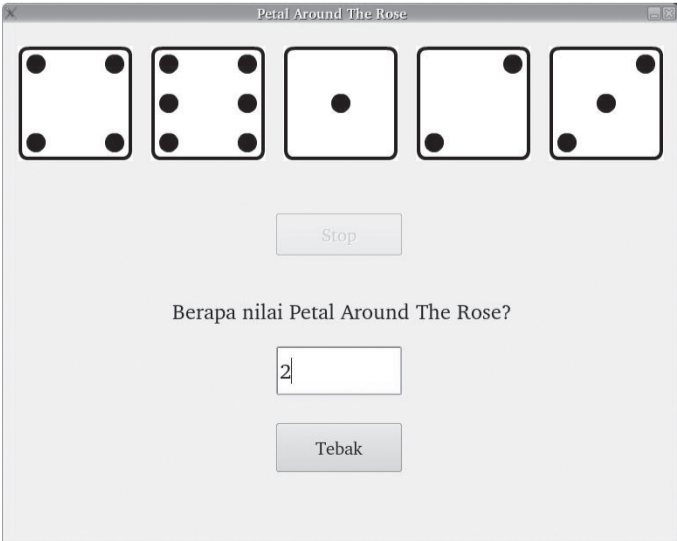 Petal Around The Rose
Stop
Berapa nilai Petal Around The Rose?
2
Tebak